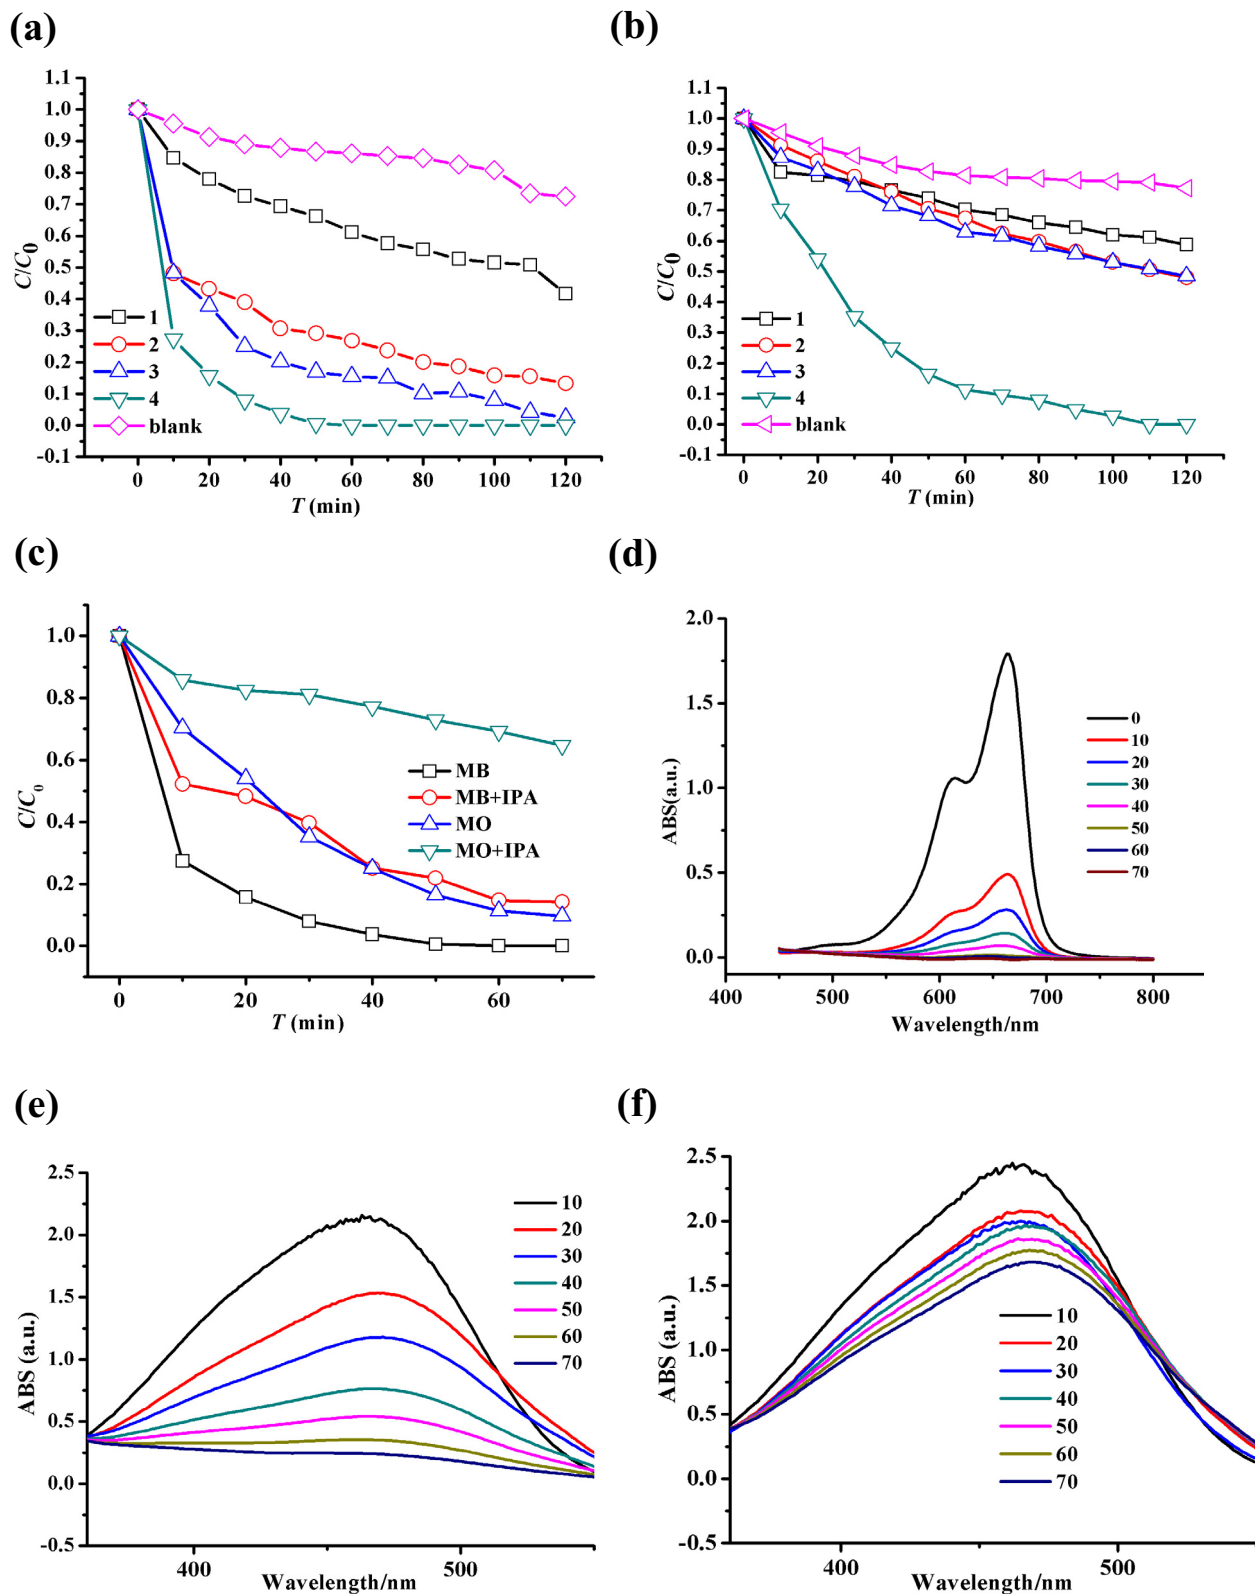 (a)
1.1
1.0
0.9
0.8
0.7
0.6
0.5
0.4
0.3
0.2
0.1
0.0
-0.1
C/C0
1
2
3
4
blank
0 20 40 60 80 100 120
T (min)
(b)
1.1
1.0
0.9
0.8
0.7
0.6
0.5
0.4
0.3
0.2
0.1
0.0
-0.1
C/C0
1
2
3
4
blank
0 20 40 60 80 100 120
T (min)
(c)
1.0
0.8
0.6
0.4
0.2
0.0
C/C0
MB
MB+IPA
MO
MO+IPA
0 20 40 60
T (min)
(d)
2.0
1.5
1.0
0.5
0.0
ABS(a.u.)
0
10
20
30
40
50
60
70
400 500 600 700 800
Wavelength/nm
(e)
2.5
2.0
1.5
1.0
0.5
0.0
-0.5
ABS (a.u.)
10
20
30
40
50
60
70
400 500
Wavelength/nm
(f)
2.5
2.0
1.5
1.0
0.5
0.0
-0.5
ABS (a.u.)
10
20
30
40
50
60
70
400 500
Wavelength/nm